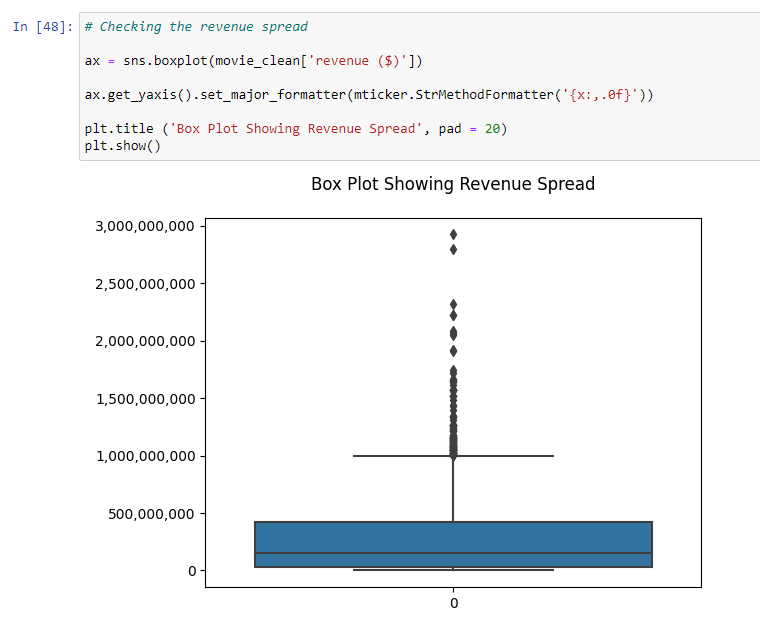 In [48]: # Checking the revenue spread
ax = sns.boxplot(movie_clean['revenue ($)'])
ax.get_yaxis().set_major_formatter(mticker.StrMethodFormatter('{x:,.0f}'))
plt.title ('Box Plot Showing Revenue Spread', pad = 20)
plt.show()
Box Plot Showing Revenue Spread
3,000,000,000
2,500,000,000
2,000,000,000
1,500,000,000
1,000,000,000
500,000,000
0
0